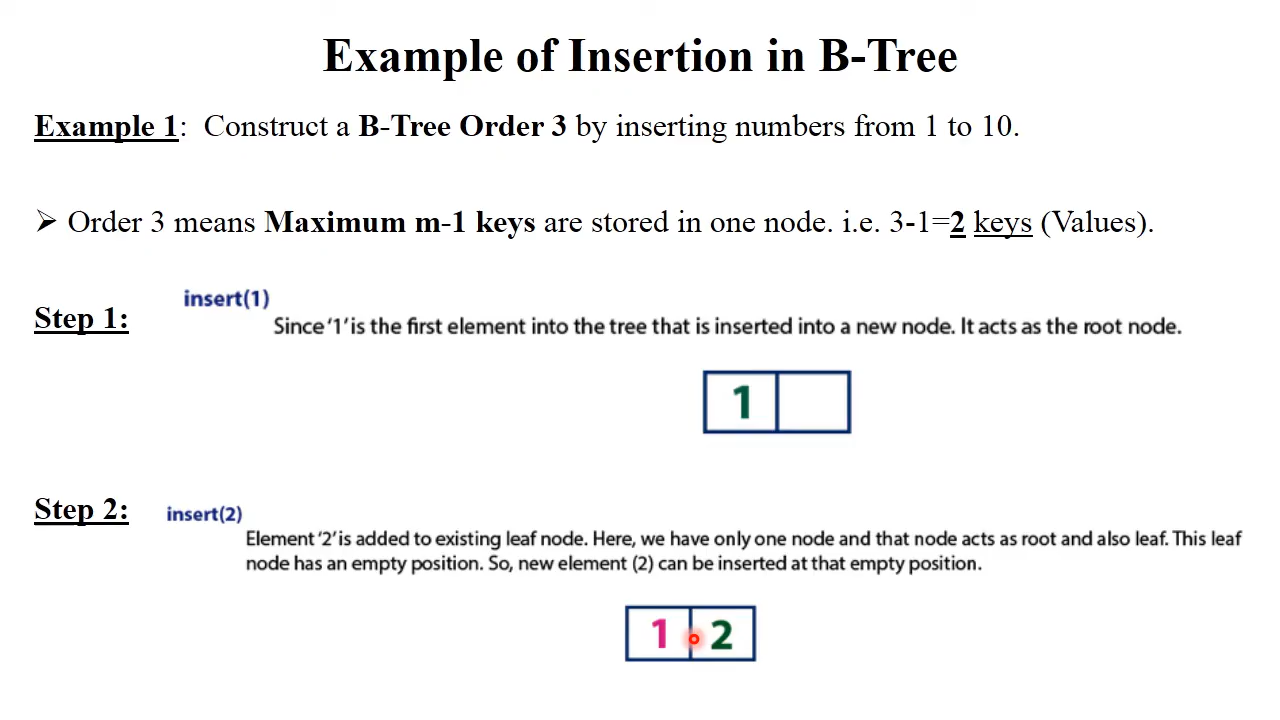 Example of Insertion in B-Tree
Example 1: Construct a B-Tree Order 3 by inserting numbers from 1 to 10.
➢ Order 3 means Maximum m-1 keys are stored in one node. i.e. 3-1=2 keys (Values).
Step 1:
insert(1)
Since '1' is the first element into the tree that is inserted into a new node. It acts as the root node.
1
Step 2:
insert(2)
Element '2' is added to existing leaf node. Here, we have only one node and that node acts as root and also leaf. This leaf
node has an empty position. So, new element (2) can be inserted at that empty position.
1 2